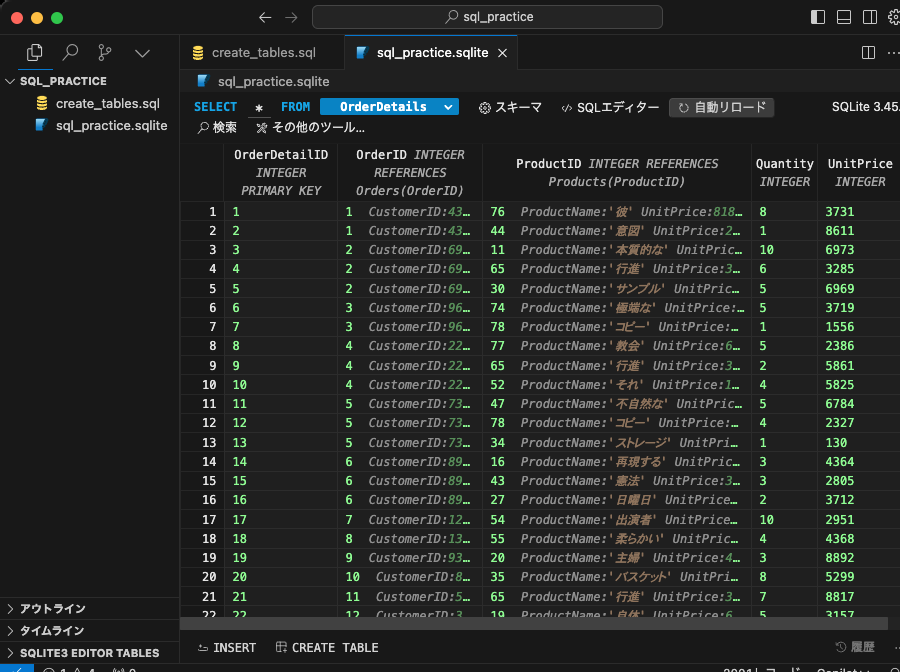 sql_practice
create_tables.sql
sql_practice.sqlite
SQL_PRACTICE
create_tables.sql
sql_practice.sqlite
sql_practice.sqlite
SELECT * FROM OrderDetails スキーマ SQLエディター 自動リロード SQLite 3.45.
検索 その他のツール...
OrderDetailID INTEGER PRIMARY KEY
OrderID INTEGER REFERENCES Orders(OrderID)
ProductID INTEGER REFERENCES Products(ProductID)
Quantity INTEGER
UnitPrice INTEGER
1 1 1 CustomerID:43… 76 ProductName:'彼' UnitPrice:818… 8 3731
2 2 1 CustomerID:43… 44 ProductName:'意図' UnitPrice:2… 1 8611
3 3 2 CustomerID:69… 11 ProductName:'本質的な' UnitPric… 10 6973
4 4 2 CustomerID:69… 65 ProductName:'行進' UnitPrice:3… 6 3285
5 5 2 CustomerID:69… 30 ProductName:'サンプル' UnitPric… 5 6969
6 6 3 CustomerID:96… 74 ProductName:'極端な' UnitPrice:… 5 3719
7 7 3 CustomerID:96… 78 ProductName:'コピー' UnitPrice:… 1 1556
8 8 4 CustomerID:22… 77 ProductName:'教会' UnitPrice:6… 5 2386
9 9 4 CustomerID:22… 65 ProductName:'行進' UnitPrice:3… 2 5861
10 10 4 CustomerID:22… 52 ProductName:'それ' UnitPrice:1… 4 5825
11 11 5 CustomerID:73… 47 ProductName:'不自然な' UnitPric… 5 6784
12 12 5 CustomerID:73… 78 ProductName:'コピー' UnitPrice:… 4 2327
13 13 5 CustomerID:73… 34 ProductName:'ストレージ' UnitPri… 1 130
14 14 6 CustomerID:89… 16 ProductName:'再現する' UnitPric… 3 4364
15 15 6 CustomerID:89… 43 ProductName:'憲法' UnitPrice:3… 3 2805
16 16 6 CustomerID:89… 27 ProductName:'日曜日' UnitPrice:… 2 3712
17 17 7 CustomerID:12… 54 ProductName:'出演者' UnitPrice… 10 2951
18 18 8 CustomerID:13… 55 ProductName:'柔らかい' UnitPric… 4 4368
19 19 9 CustomerID:93… 20 ProductName:'主婦' UnitPrice:4… 3 8892
20 20 10 CustomerID:8… 35 ProductName:'バスケット' UnitPri… 8 5299
21 21 11 CustomerID:5… 65 ProductName:'行進' UnitPrice:3… 7 8817
22 22 12 CustomerID:3 19 ProductName:'自体' UnitPrice:6 5 3157
アウトライン
タイムライン
SQLITE3 EDITOR TABLES
INSERT CREATE TABLE 履歴